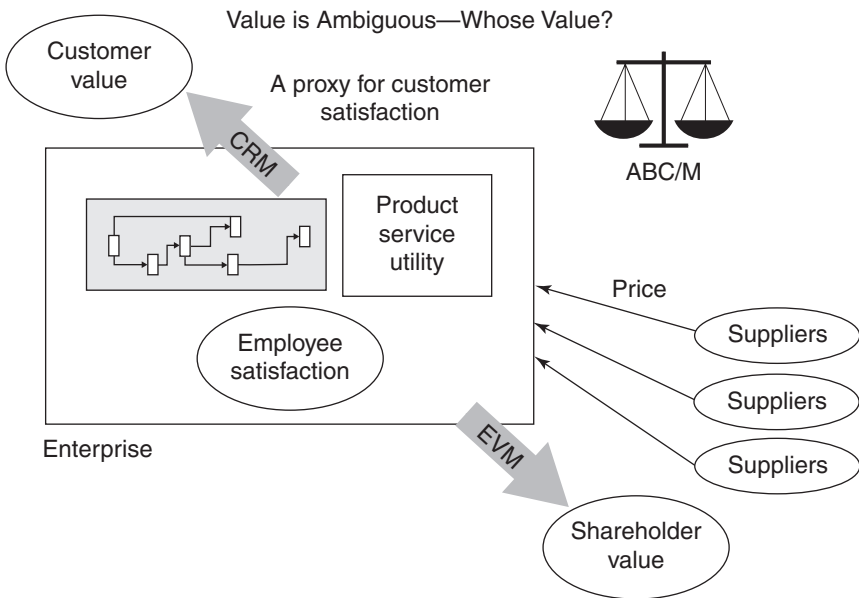 Value is Ambiguous—Whose Value?
Customer
value
A proxy for customer
satisfaction
CRM
ABC/M
Product
service
utility
Price
Employee
satisfaction
Suppliers
Suppliers
Suppliers
Enterprise
EVM
Shareholder
value